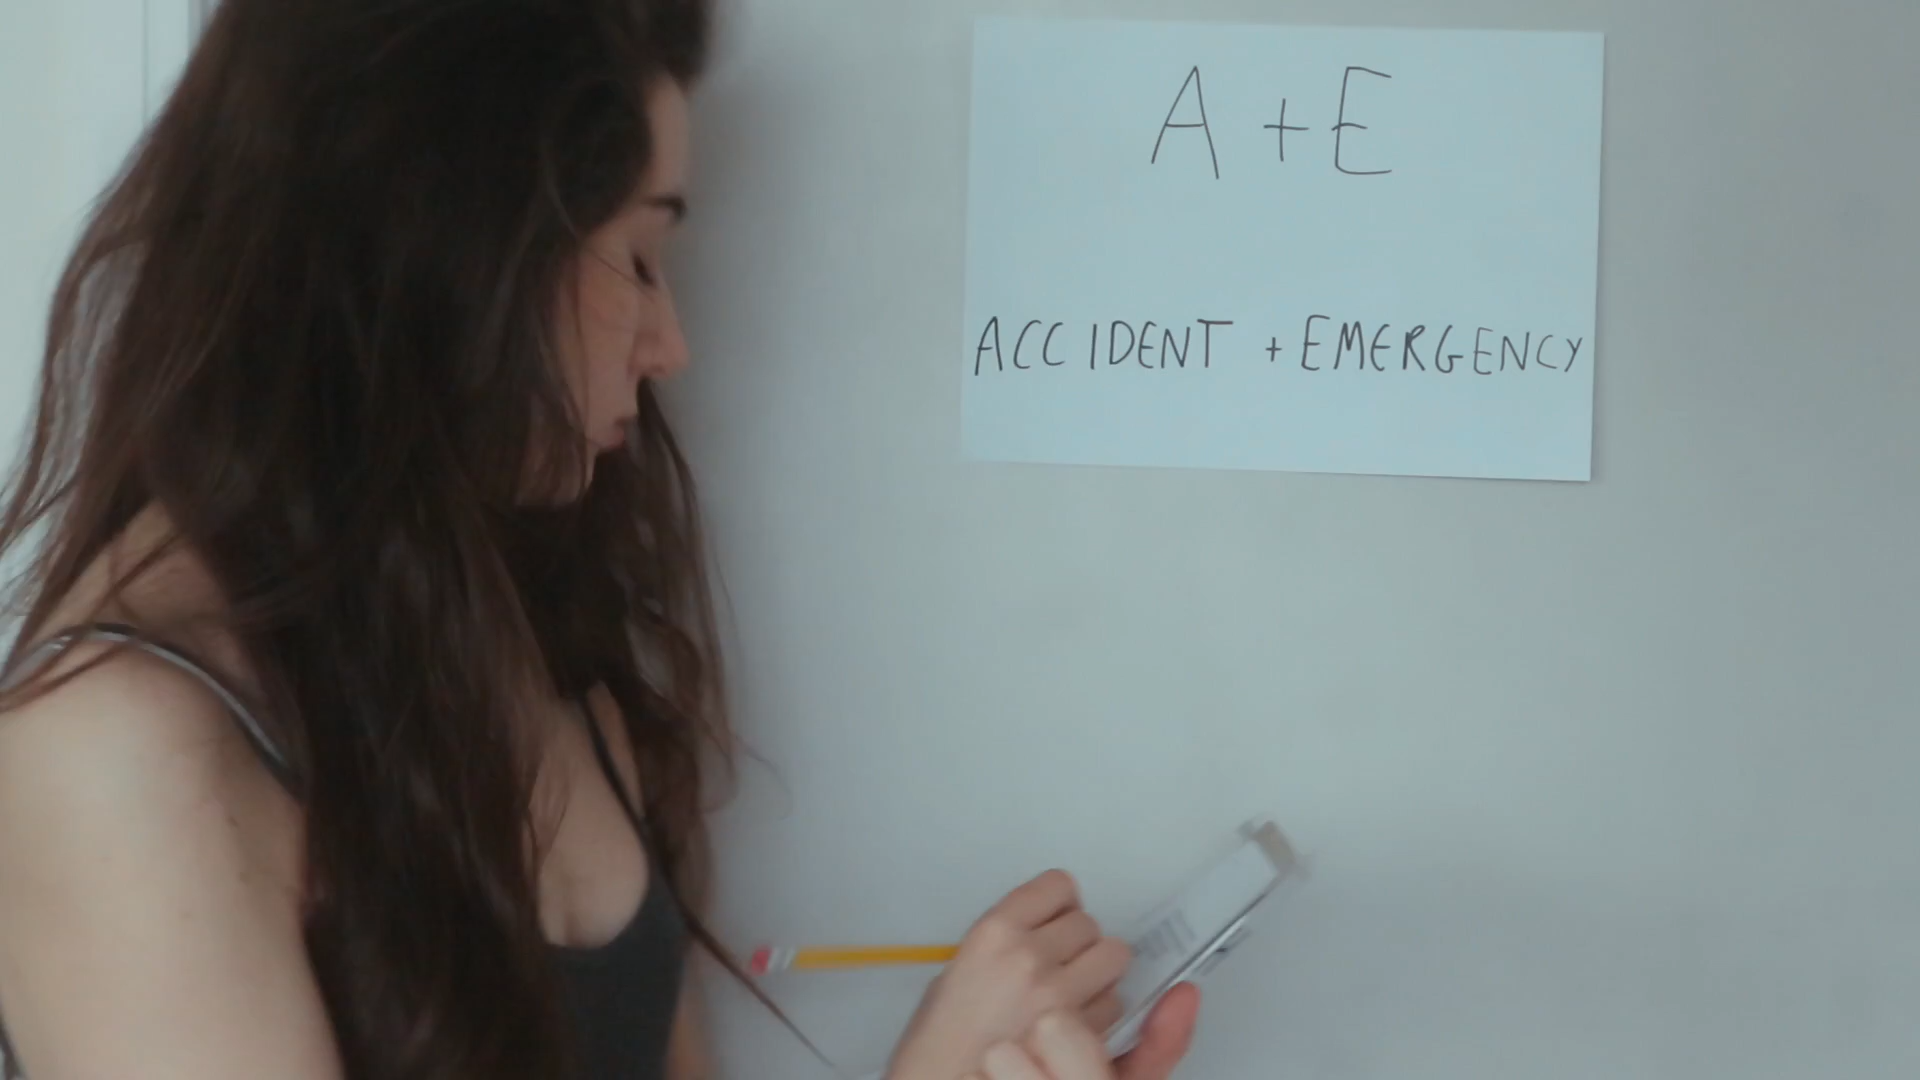 A + E
ACCIDENT + EMERGENCY